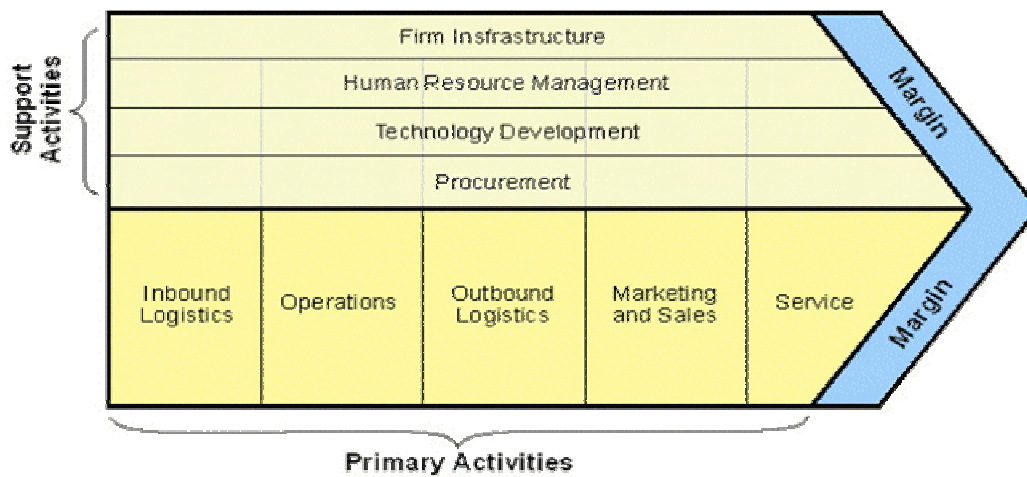 Support
Activities
Firm Insfrastructure
Human Resource Management
Technology Development
Procurement
Margin
Inbound
Logistics
Operations
Outbound
Logistics
Marketing
and Sales
Service
Margin
Primary Activities